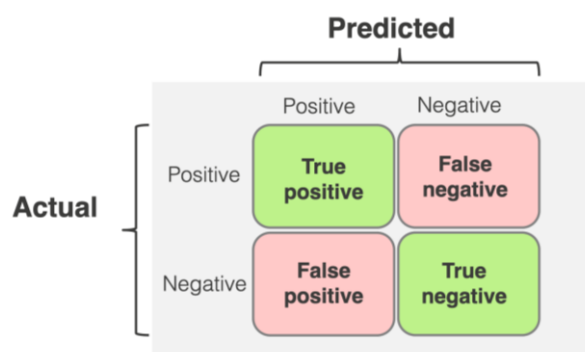 Predicted
Positive Negative
Actual
Positive
True
positive
False
negative
Negative
False
positive
True
negative